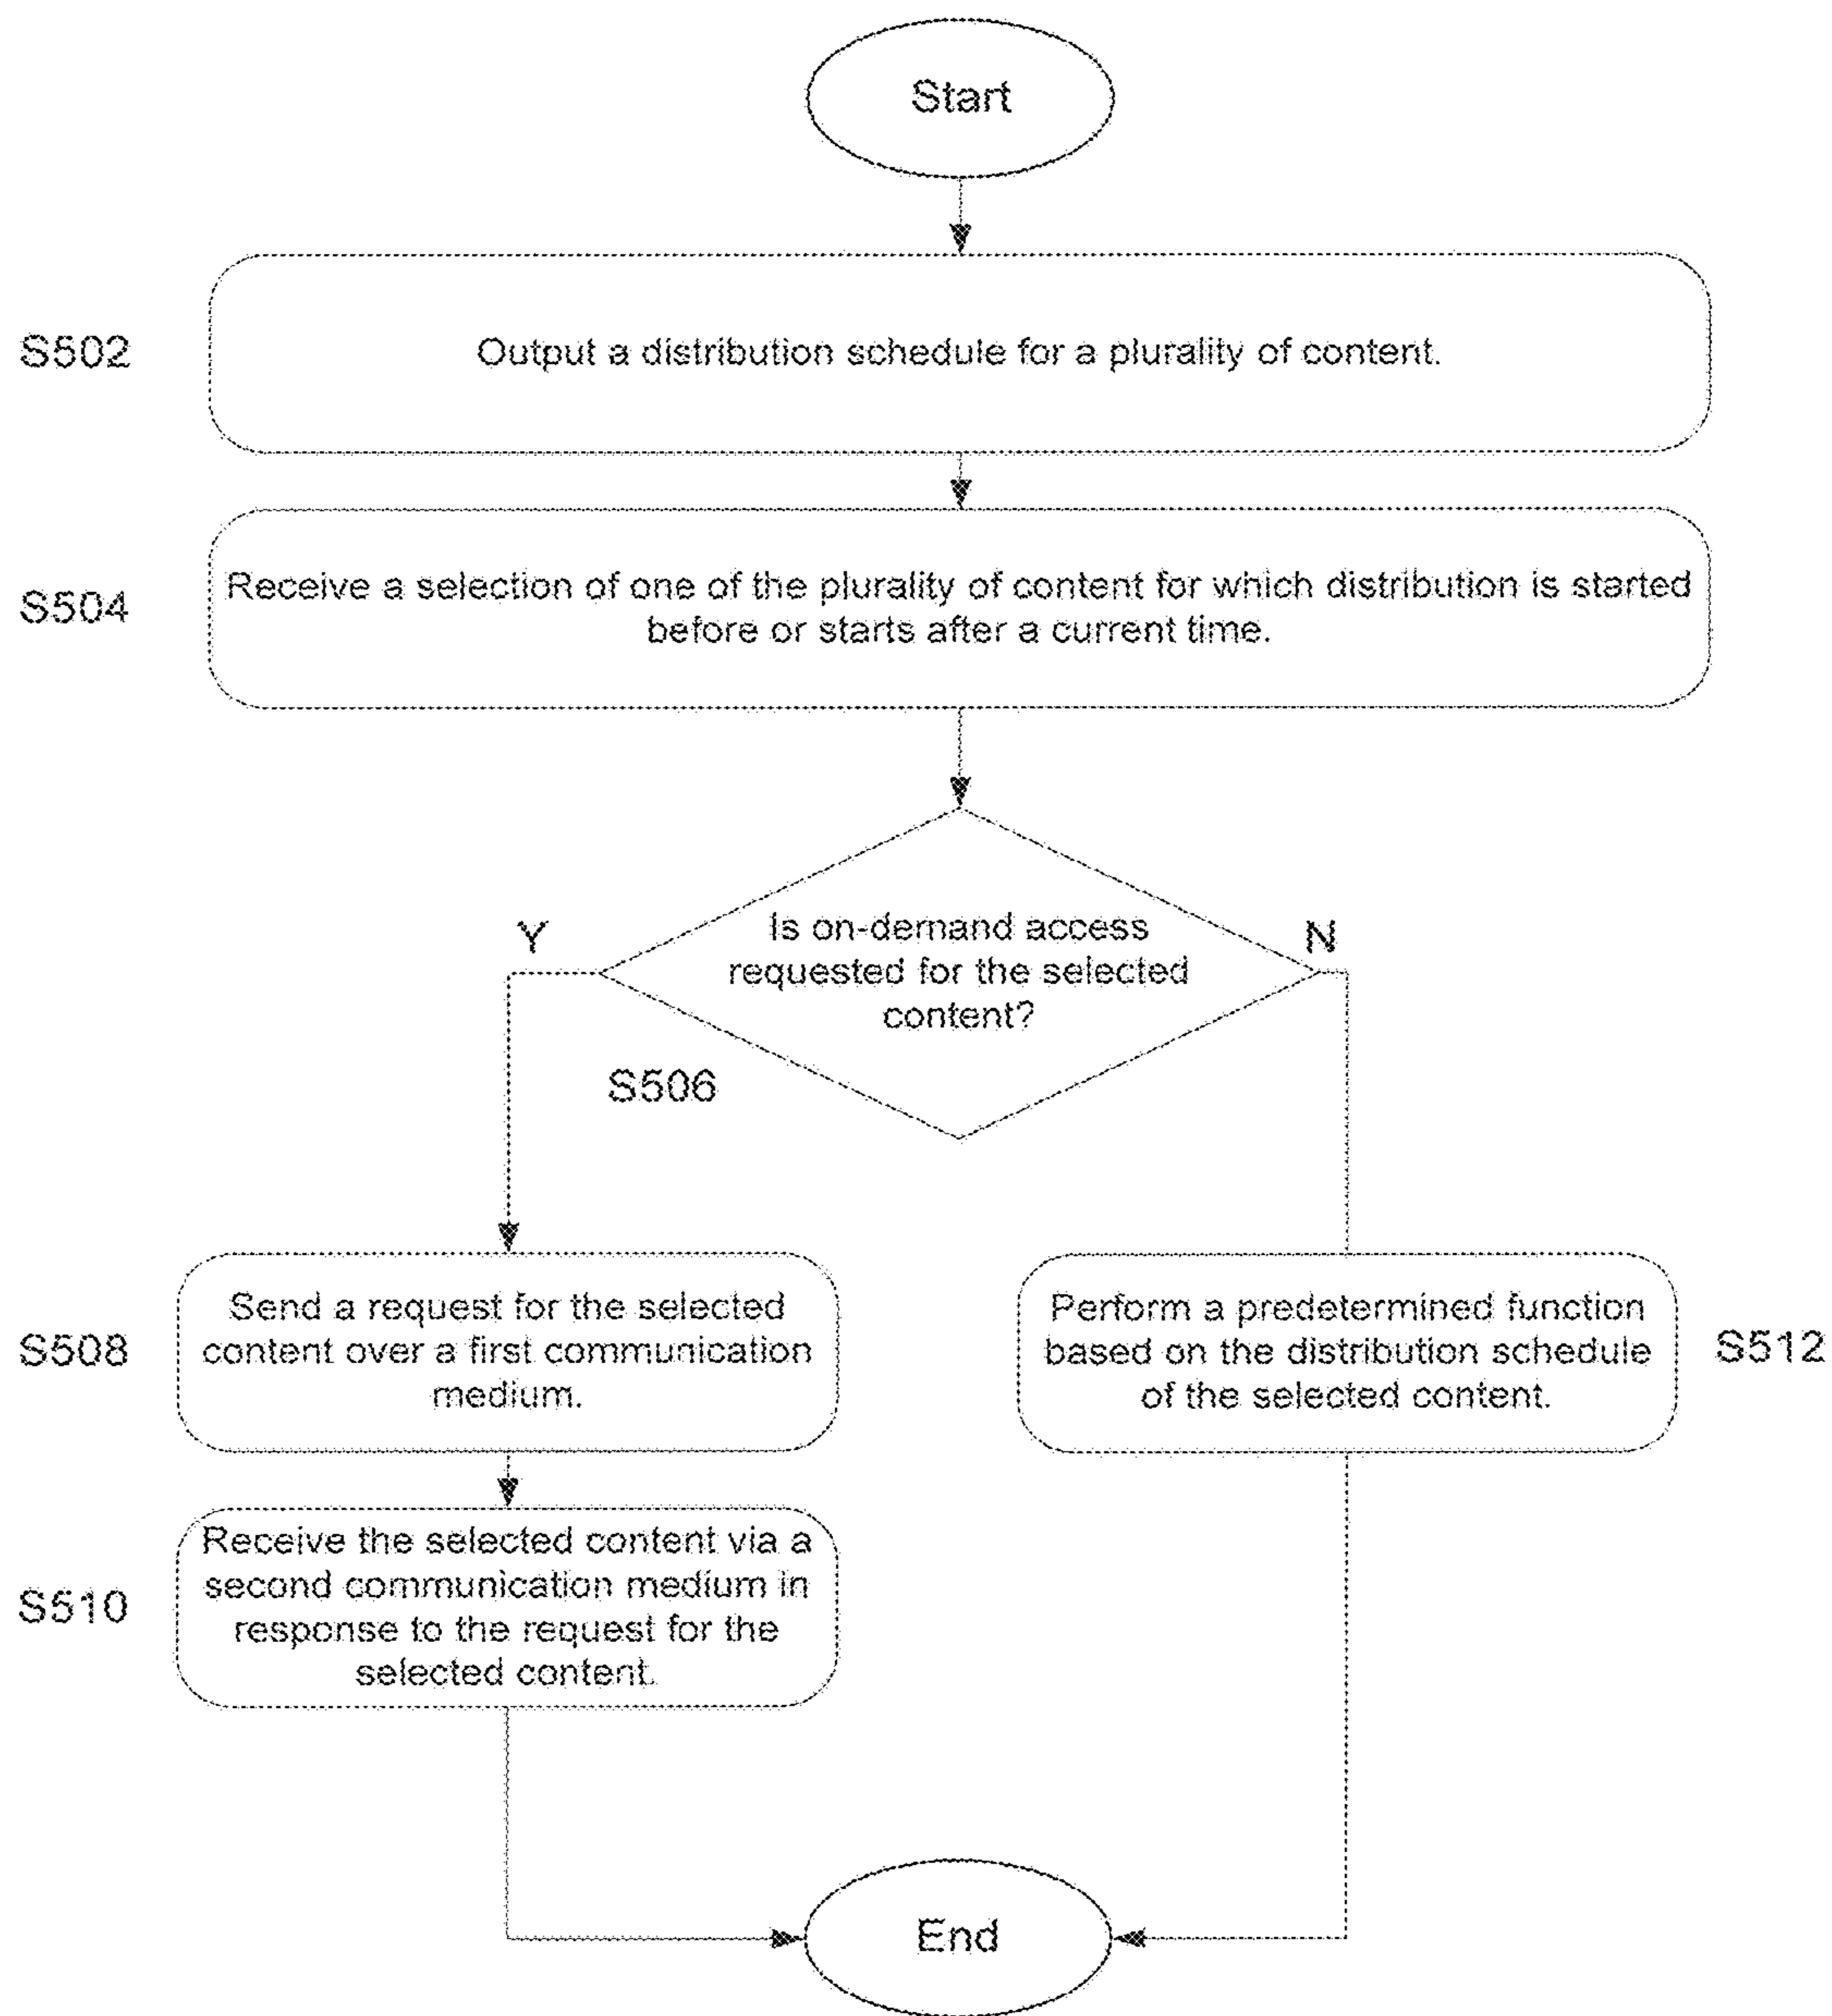 Start
S502
Output a distribution schedule for a plurality of content.
S504
Receive a selection of one of the plurality of content for which distribution is started
before or starts after a current time.
Y
Is on-demand access
requested for the selected
content?
N
S506
S508
Send a request for the selected
content over a first communication
medium.
Perform a predetermined function
based on the distribution schedule
of the selected content.
S512
S510
Receive the selected content via a
second communication medium in
response to the request for the
selected content.
End